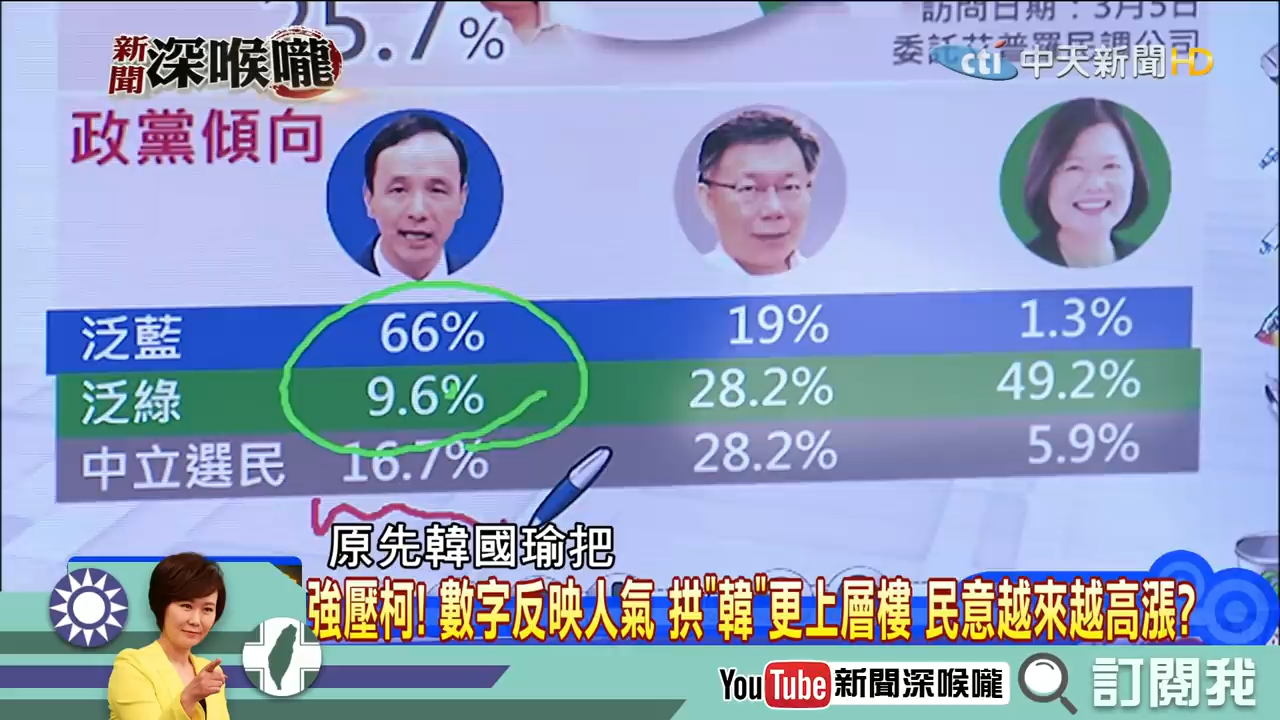 新聞深喉嚨
25.7%
訪問日期：3月5日
委託艾普羅民調公司
cti中天新聞HD
政黨傾向
泛藍 66% 19% 1.3%
泛綠 9.6% 28.2% 49.2%
中立選民 16.7% 28.2% 5.9%
原先韓國瑜把
強壓柯!數字反映人氣 拱"韓"更上層樓 民意越來越高漲?
YouTube新聞深喉嚨 訂閱我